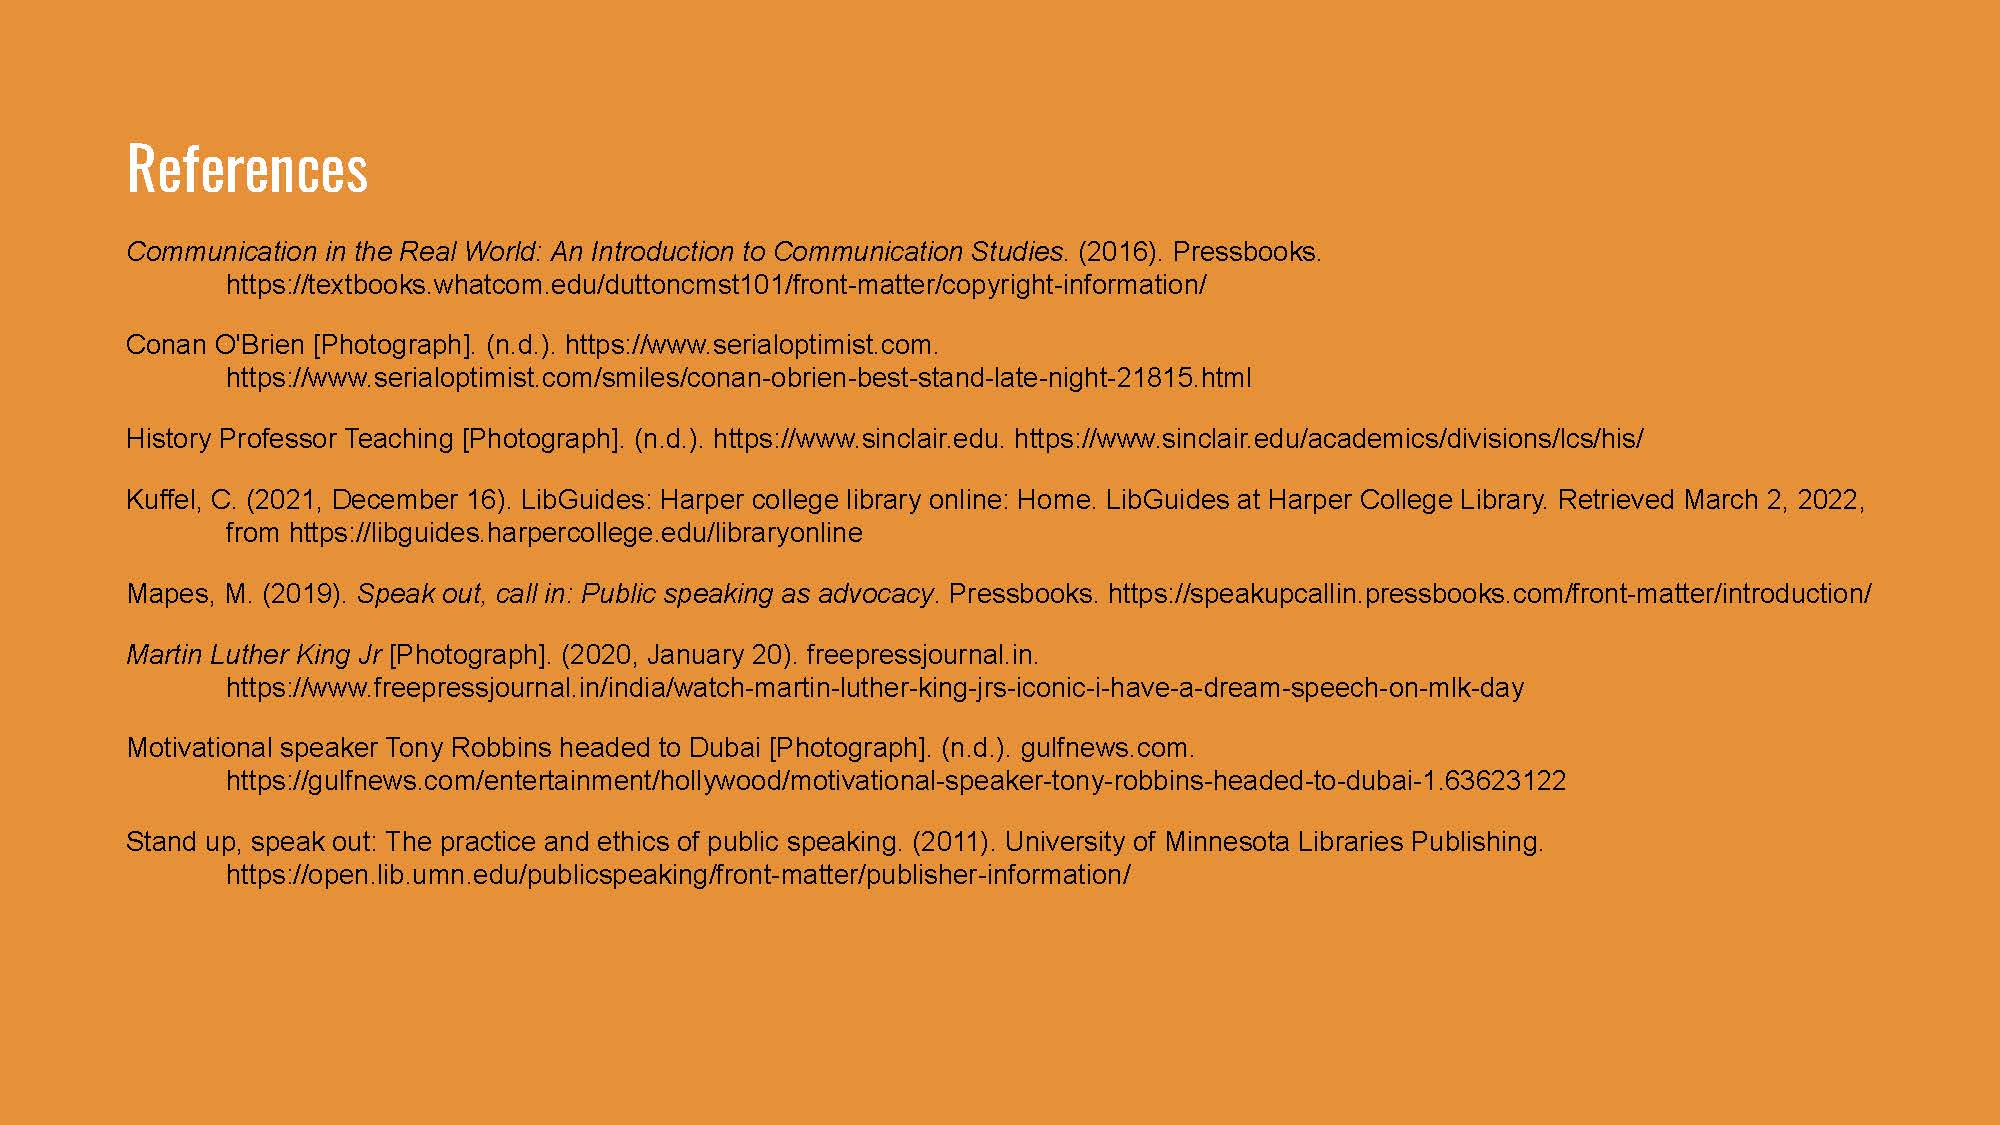 References
Communication in the Real World: An Introduction to Communication Studies. (2016). Pressbooks.
https://textbooks.whatcom.edu/duttoncmst101/front-matter/copyright-information/
Conan O'Brien [Photograph]. (n.d.). https://www.serialoptimist.com.
https://www.serialoptimist.com/smiles/conan-obrien-best-stand-late-night-21815.html
History Professor Teaching [Photograph]. (n.d.). https://www.sinclair.edu. https://www.sinclair.edu/academics/divisions/lcs/his/
Kuffel, C. (2021, December 16). LibGuides: Harper college library online: Home. LibGuides at Harper College Library. Retrieved March 2, 2022,
from https://libguides.harpercollege.edu/libraryonline
Mapes, M. (2019). Speak out, call in: Public speaking as advocacy. Pressbooks. https://speakupcallin.pressbooks.com/front-matter/introduction/
Martin Luther King Jr [Photograph]. (2020, January 20). freepressjournal.in.
https://www.freepressjournal.in/india/watch-martin-luther-king-jrs-iconic-i-have-a-dream-speech-on-mlk-day
Motivational speaker Tony Robbins headed to Dubai [Photograph]. (n.d.). gulfnews.com.
https://gulfnews.com/entertainment/hollywood/motivational-speaker-tony-robbins-headed-to-dubai-1.63623122
Stand up, speak out: The practice and ethics of public speaking. (2011). University of Minnesota Libraries Publishing.
https://open.lib.umn.edu/publicspeaking/front-matter/publisher-information/